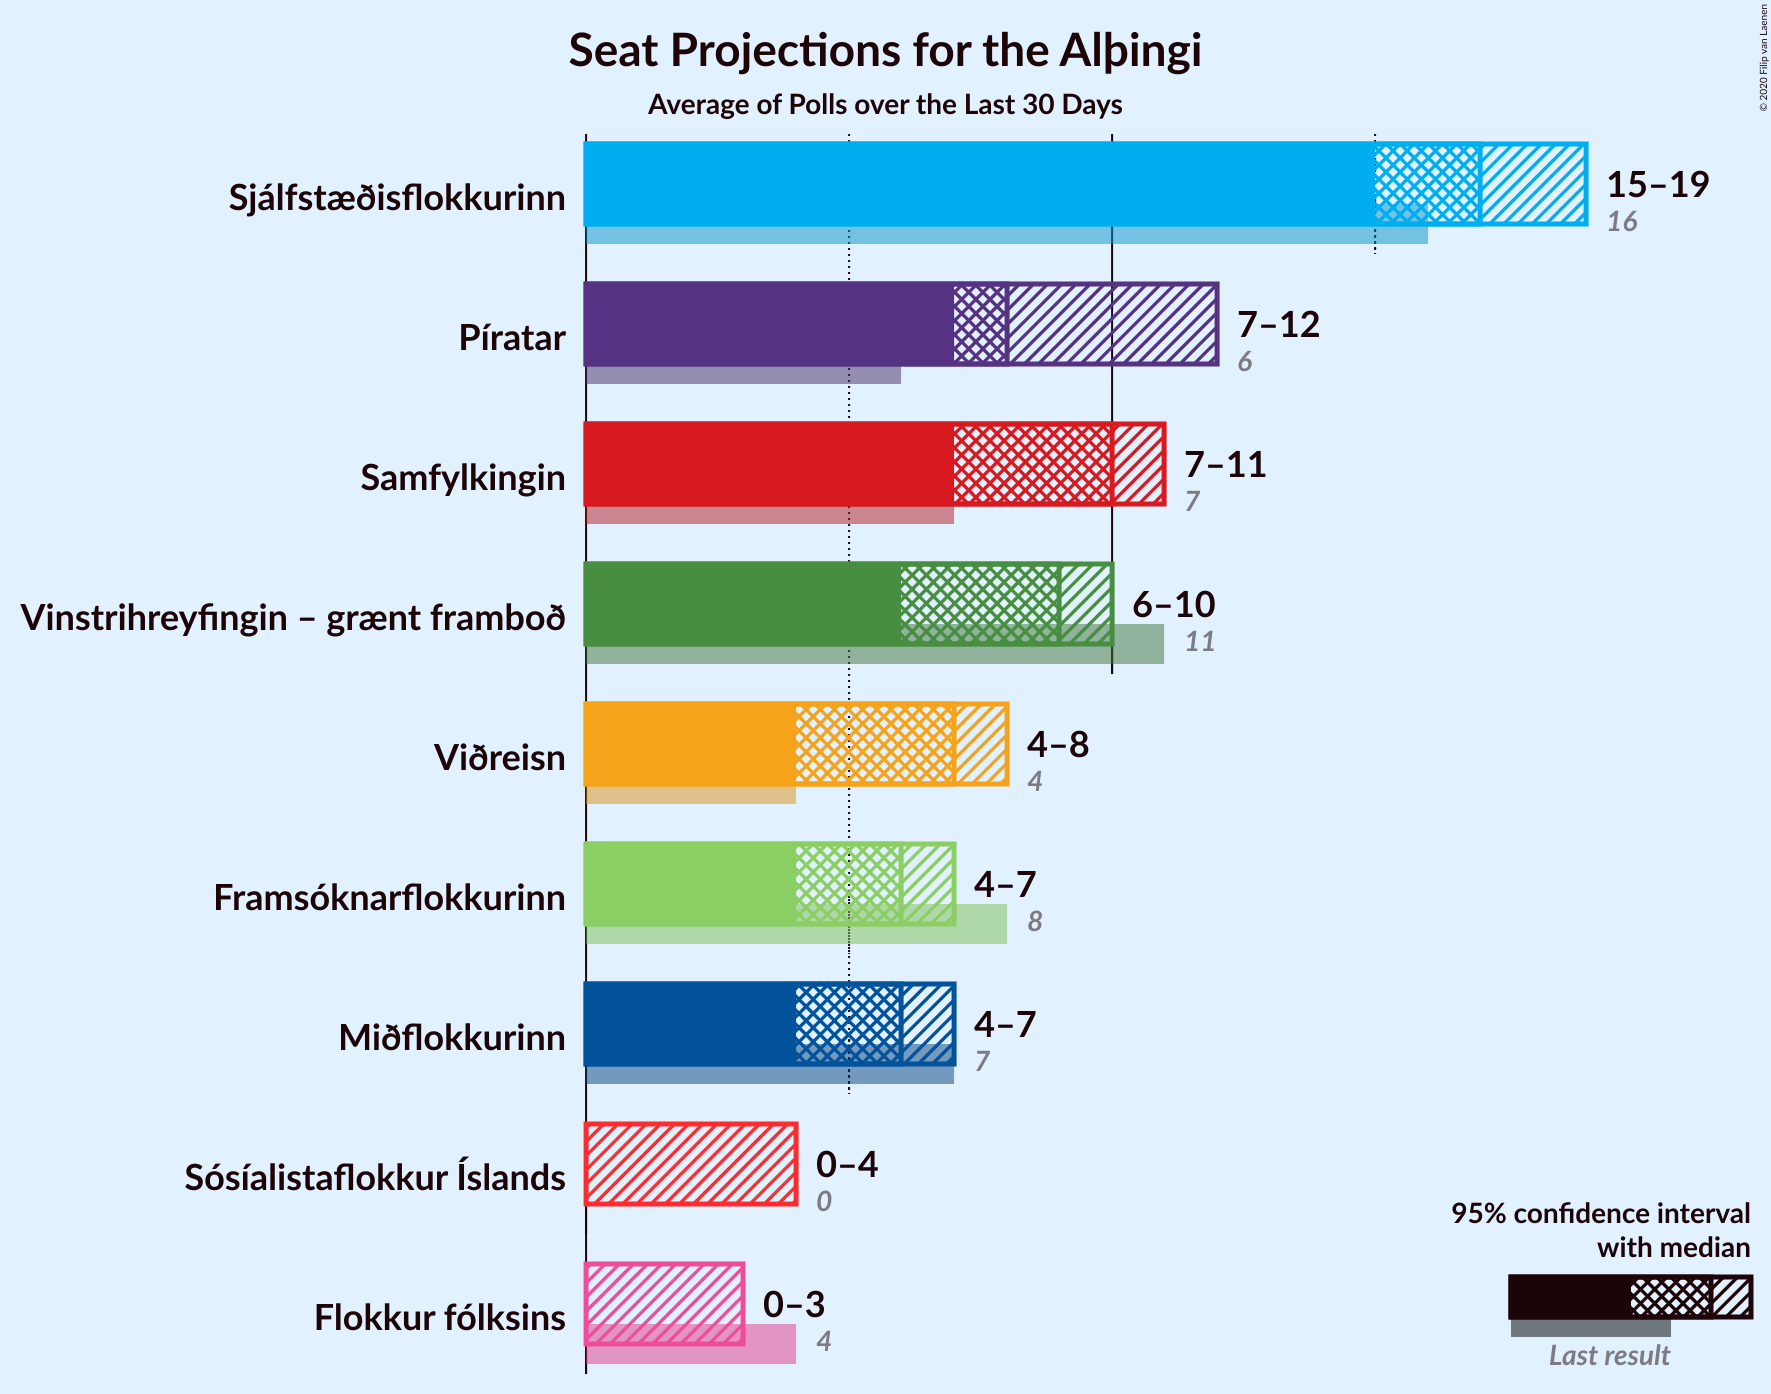 Seat Projections for the Alþingi
Average of Polls over the Last 30 Days
© 2020 Filip van Laenen
Sjálfstæðisflokkurinn
15–19
16
Píratar
7–12
6
Samfylkingin
7–11
7
Vinstrihreyfingin – grænt framboð
6–10
11
Viðreisn
4–8
4
Framsóknarflokkurinn
4–7
8
Miðflokkurinn
4–7
7
Sósíalistaflokkur Íslands
0–4
0
Flokkur fólksins
0–3
4
95% confidence interval
with median
Last result